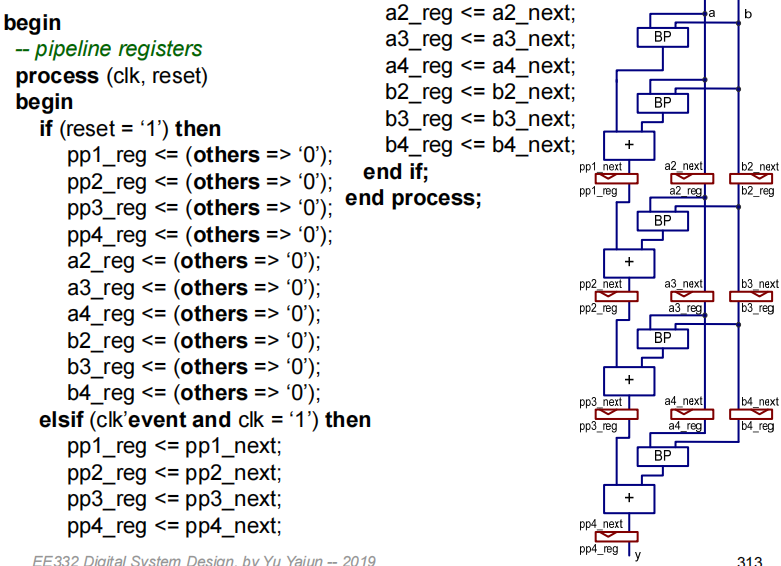 begin
-- pipeline registers
process (clk, reset)
begin
if (reset = ‘1’) then
pp1_reg <= (others => ‘0’);
pp2_reg <= (others => ‘0’);
pp3_reg <= (others => ‘0’);
pp4_reg <= (others => ‘0’);
a2_reg <= (others => ‘0’);
a3_reg <= (others => ‘0’);
a4_reg <= (others => ‘0’);
b2_reg <= (others => ‘0’);
b3_reg <= (others => ‘0’);
b4_reg <= (others => ‘0’);
elsif (clk’event and clk = ‘1’) then
pp1_reg <= pp1_next;
pp2_reg <= pp2_next;
pp3_reg <= pp3_next;
pp4_reg <= pp4_next;
a2_reg <= a2_next;
a3_reg <= a3_next;
a4_reg <= a4_next;
b2_reg <= b2_next;
b3_reg <= b3_next;
b4_reg <= b4_next;
end if;
end process;
a b
BP
BP
+
pp1_next a2_next b2_next
pp1_reg a2_reg b2_reg
BP
+
pp2_next a3_next b3_next
pp2_reg a3_reg b3_reg
BP
+
pp3_next a4_next b4_next
pp3_reg a4_reg b4_reg
BP
+
pp4_next
pp4_reg y
EE332 Digital System Design, by Yu Yajun -- 2019
313